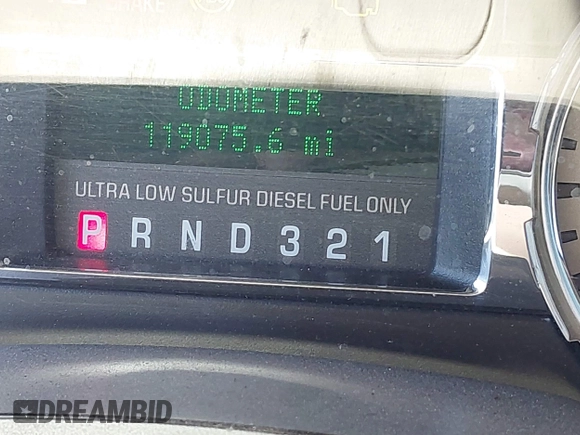 ODOMETER
119075.6 mi
ULTRA LOW SULFUR DIESEL FUEL ONLY
P R N D 3 2 1
DREAMBID